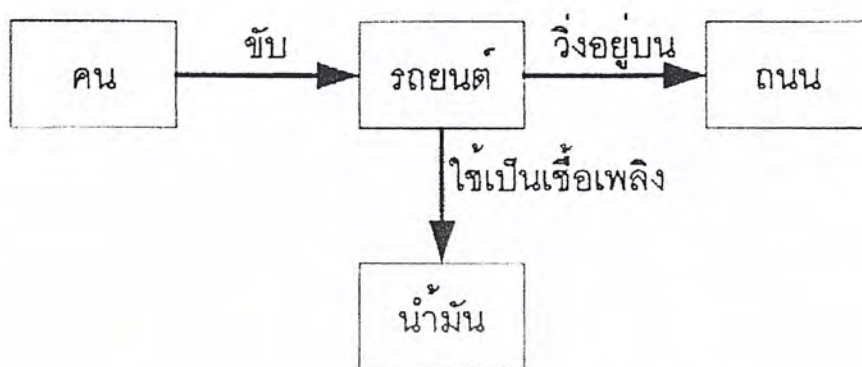 ขับ
วิ่งอยู่บน
คน
รถยนต์
ถนน
ใช้เป็นเชื้อเพลิง
น้ำมัน